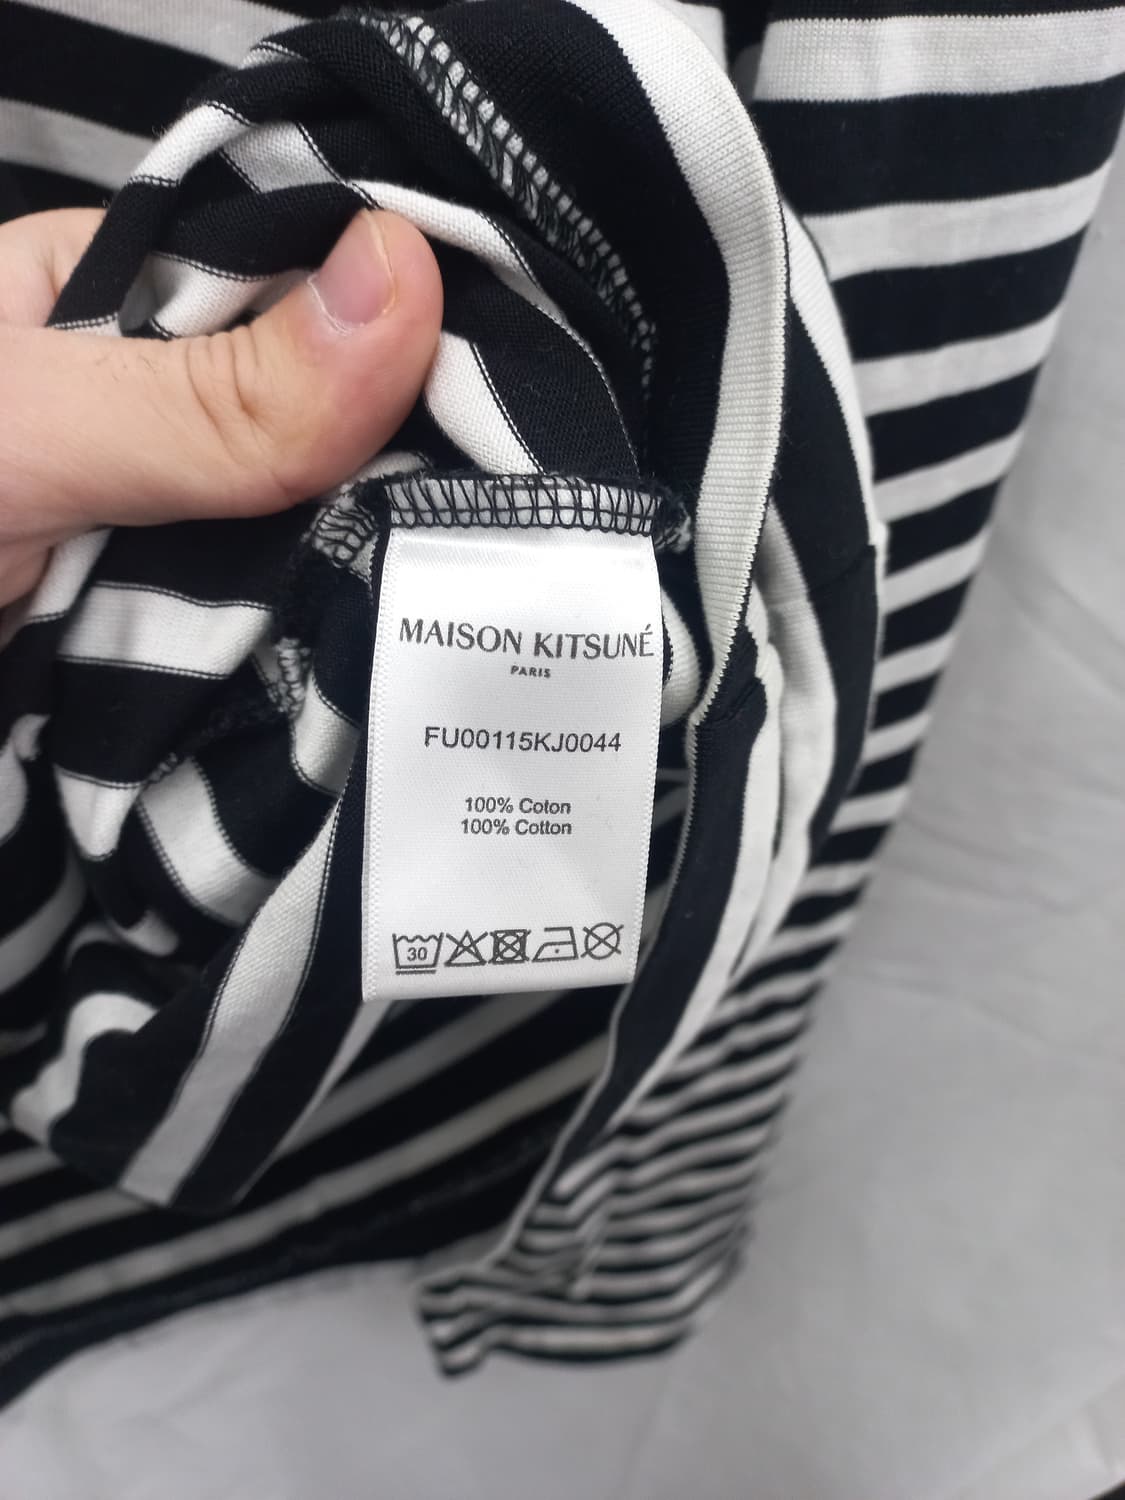 MAISON KITSUNÉ
PARIS
FU00115KJ0044
100% Coton
100% Cotton
30